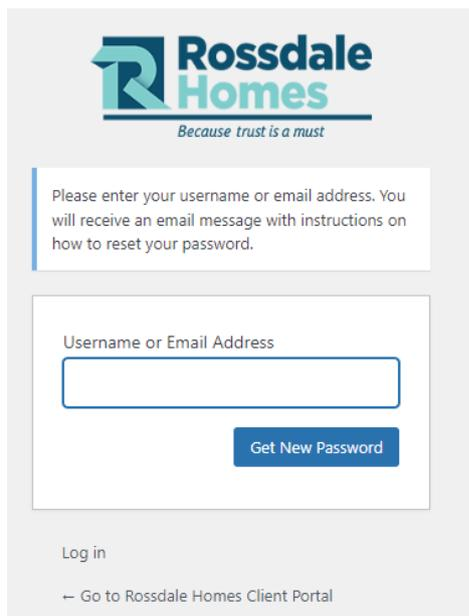 Rossdale
Homes
Because trust is a must
Please enter your username or email address. You
will receive an email message with instructions on
how to reset your password.
Username or Email Address
Get New Password
Log in
← Go to Rossdale Homes Client Portal